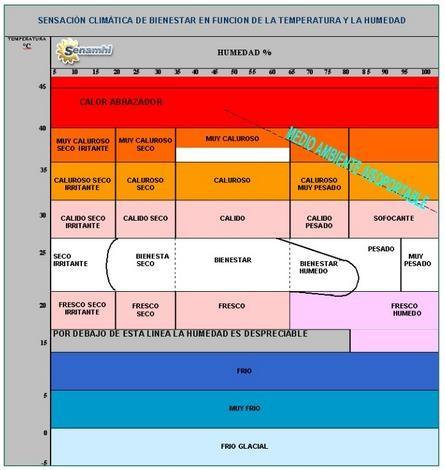 SENSACIÓN CLIMÁTICA DE BIENESTAR EN FUNCION DE LA TEMPERATURA Y LA HUMEDAD
TEMPERATURA
°C
Senamhi
HUMEDAD %
5 10 15 20 25 30 35 40 45 50 55 60 65 70 75 80 85 90 95 100
45
CALOR ABRAZADOR
40
MEDIO AMBIENTE INSOPORTABLE
MUY CALUROSO
SECO IRRITANTE
MUY CALUROSO
SECO
MUY CALUROSO
35
CALUROSO SECO
IRRITANTE
CALUROSO
SECO
CALUROSO
CALUROSO
MUY PESADO
30
CALIDO SECO
IRRITANTE
CALIDO SECO
CALIDO
CALIDO
PESADO
SOFOCANTE
25
SECO
IRRITANTE
BIENESTA
SECO
BIENESTAR
BIENESTAR
HUMEDO
PESADO
MUY
PESADO
20
FRESCO SECO
IRRITANTE
FRESCO
SECO
FRESCO
FRESCO
HUMEDO
POR DEBAJO DE ESTA LINEA LA HUMEDAD ES DESPRECIABLE
15
FRIO
5
MUY FRIO
0
FRIO GLACIAL
-5